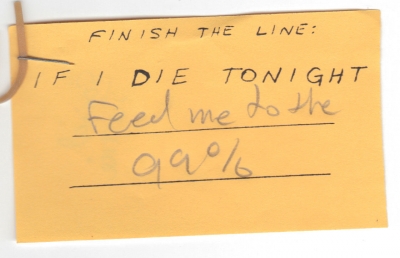 FINISH THE LINE:
IF I DIE TONIGHT
Feed me to the
99%